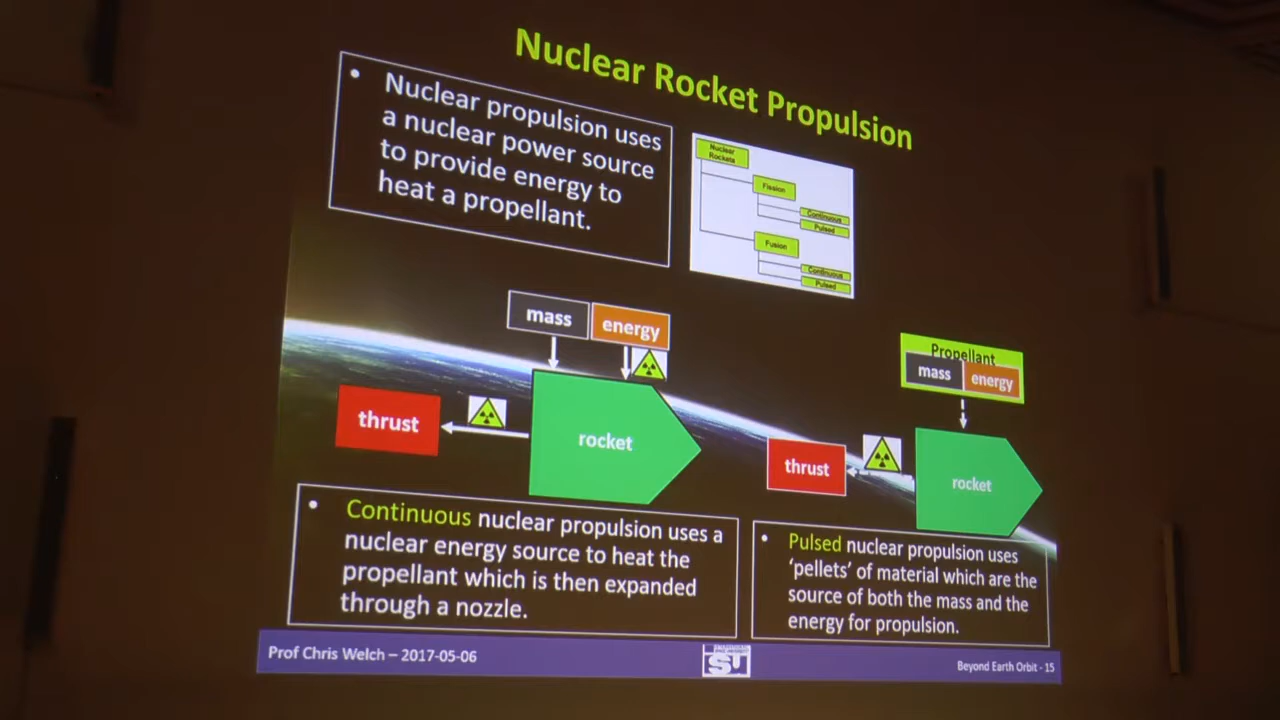 Nuclear Rocket Propulsion
• Nuclear propulsion uses
a nuclear power source
to provide energy to
heat a propellant.
Nuclear
Rockets
Fission
Continuous
Pulsed
Fusion
Continuous
Pulsed
mass energy
thrust
rocket
Propellant
mass energy
thrust
rocket
• Continuous nuclear propulsion uses a
nuclear energy source to heat the
propellant which is then expanded
through a nozzle.
• Pulsed nuclear propulsion uses
‘pellets’ of material which are the
source of both the mass and the
energy for propulsion.
Prof Chris Welch – 2017-05-06
Beyond Earth Orbit - 15